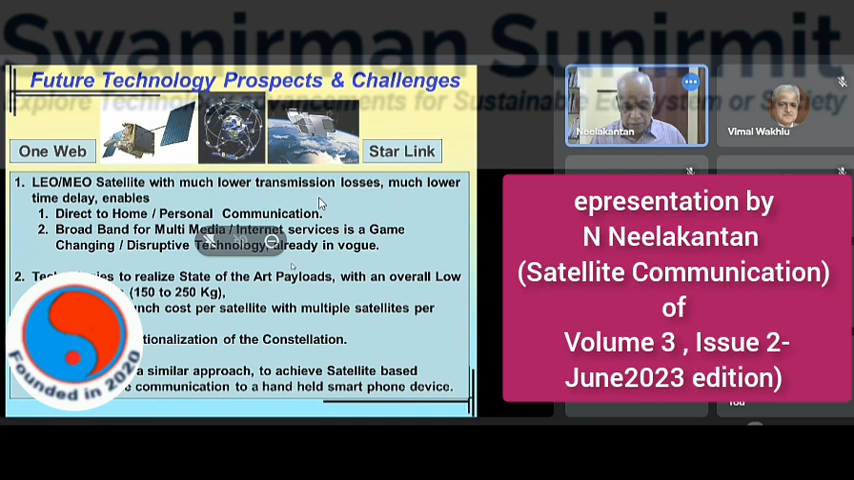 Swanirman Sunirmit
Explore Technology Advancements for Sustainable Ecosystem or Society
Future Technology Prospects & Challenges
One Web
Star Link
1. LEO/MEO Satellite with much lower transmission losses, much lower
time delay, enables
1. Direct to Home / Personal Communication.
2. Broad Band for Multi Media / Internet services is a Game
Changing / Disruptive Technology, already in vogue.
2. to realize State of the Art Payloads, with an overall Low
(150 to 250 Kg),
cost per satellite with multiple satellites per
of the Constellation.
a similar approach, to achieve Satellite based
communication to a hand held smart phone device.
Founded in 2020
Neelakantan
Vimal Wakhlu
epresentation by
N Neelakantan
(Satellite Communication)
of
Volume 3 , Issue 2-
June2023 edition)
You